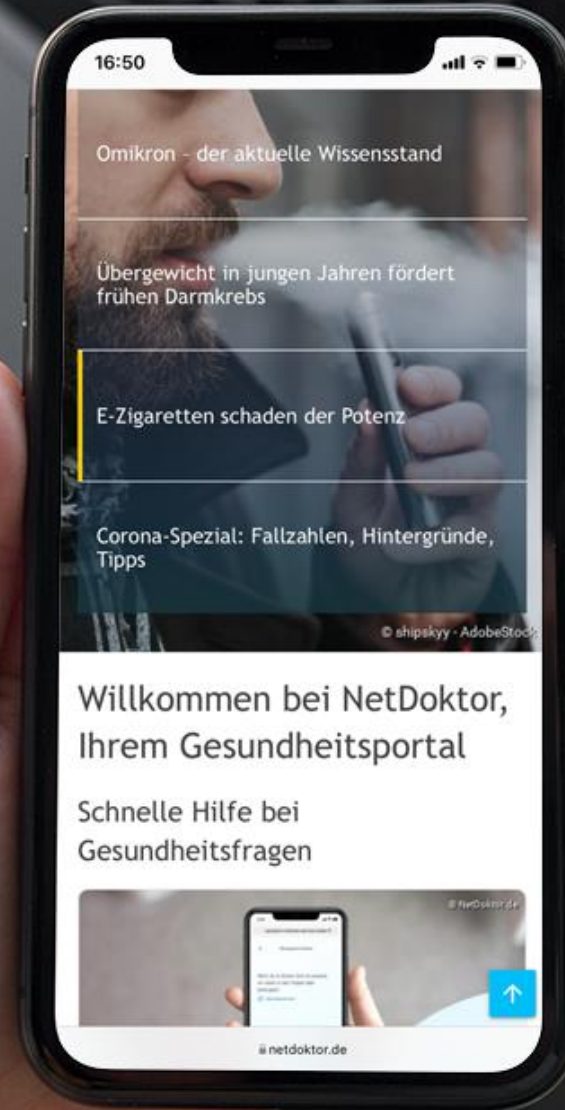 16:50
Omikron – der aktuelle Wissensstand
Übergewicht in jungen Jahren fördert
frühen Darmkrebs
E-Zigaretten schaden der Potenz
Corona-Spezial: Fallzahlen, Hintergründe,
Tipps
© shipskyy - AdobeStock
Willkommen bei NetDoktor,
Ihrem Gesundheitsportal
Schnelle Hilfe bei
Gesundheitsfragen
© NetDoktor.de
netdoktor.de